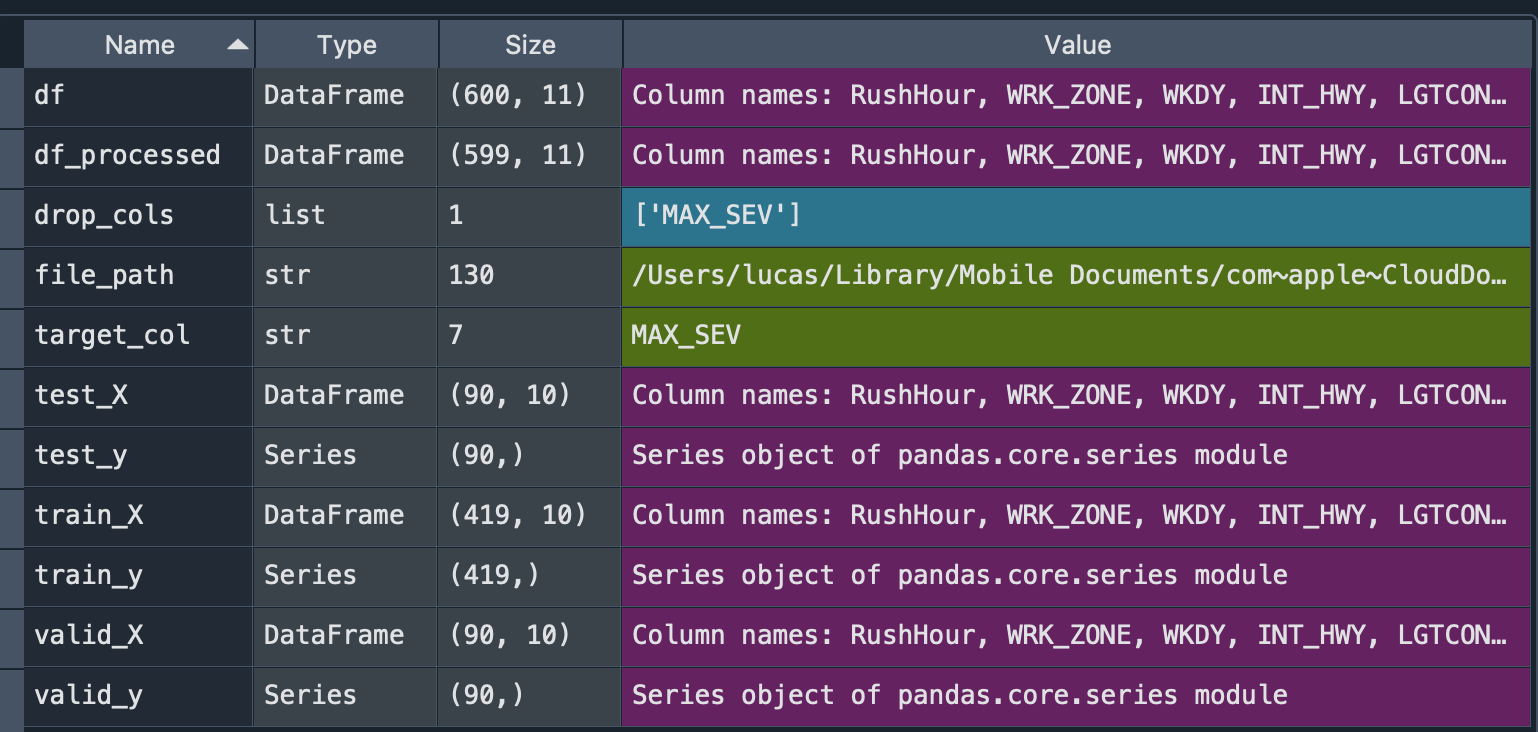 Name Type Size Value
df DataFrame (600, 11) Column names: RushHour, WRK_ZONE, WKDY, INT_HWY, LGTCON…
df_processed DataFrame (599, 11) Column names: RushHour, WRK_ZONE, WKDY, INT_HWY, LGTCON…
drop_cols list 1 ['MAX_SEV']
file_path str 130 /Users/lucas/Library/Mobile Documents/com~apple~CloudDo…
target_col str 7 MAX_SEV
test_X DataFrame (90, 10) Column names: RushHour, WRK_ZONE, WKDY, INT_HWY, LGTCON…
test_y Series (90,) Series object of pandas.core.series module
train_X DataFrame (419, 10) Column names: RushHour, WRK_ZONE, WKDY, INT_HWY, LGTCON…
train_y Series (419,) Series object of pandas.core.series module
valid_X DataFrame (90, 10) Column names: RushHour, WRK_ZONE, WKDY, INT_HWY, LGTCON…
valid_y Series (90,) Series object of pandas.core.series module